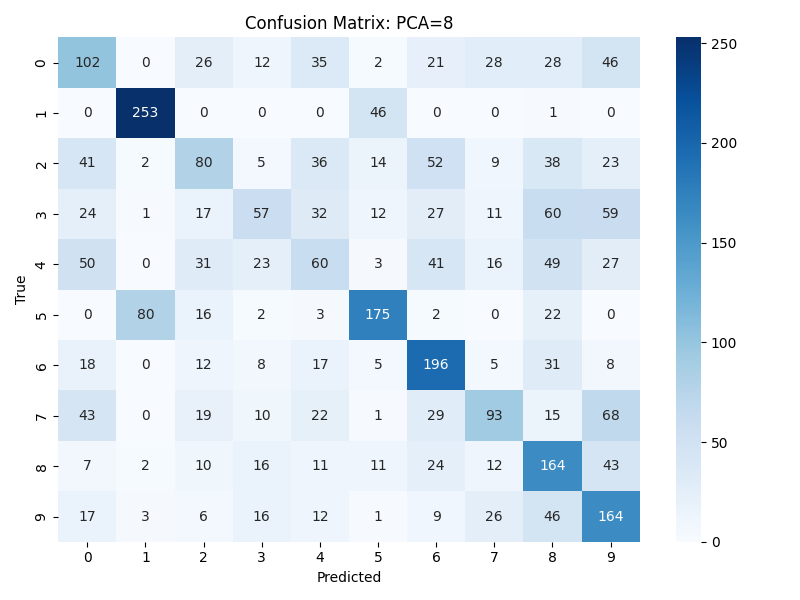 Confusion Matrix: PCA=8
True
0 102 0 26 12 35 2 21 28 28 46
1 0 253 0 0 0 46 0 0 1 0
2 41 2 80 5 36 14 52 9 38 23
3 24 1 17 57 32 12 27 11 60 59
4 50 0 31 23 60 3 41 16 49 27
5 0 80 16 2 3 175 2 0 22 0
6 18 0 12 8 17 5 196 5 31 8
7 43 0 19 10 22 1 29 93 15 68
8 7 2 10 16 11 11 24 12 164 43
9 17 3 6 16 12 1 9 26 46 164
0 1 2 3 4 5 6 7 8 9
Predicted
250
200
150
100
50
0